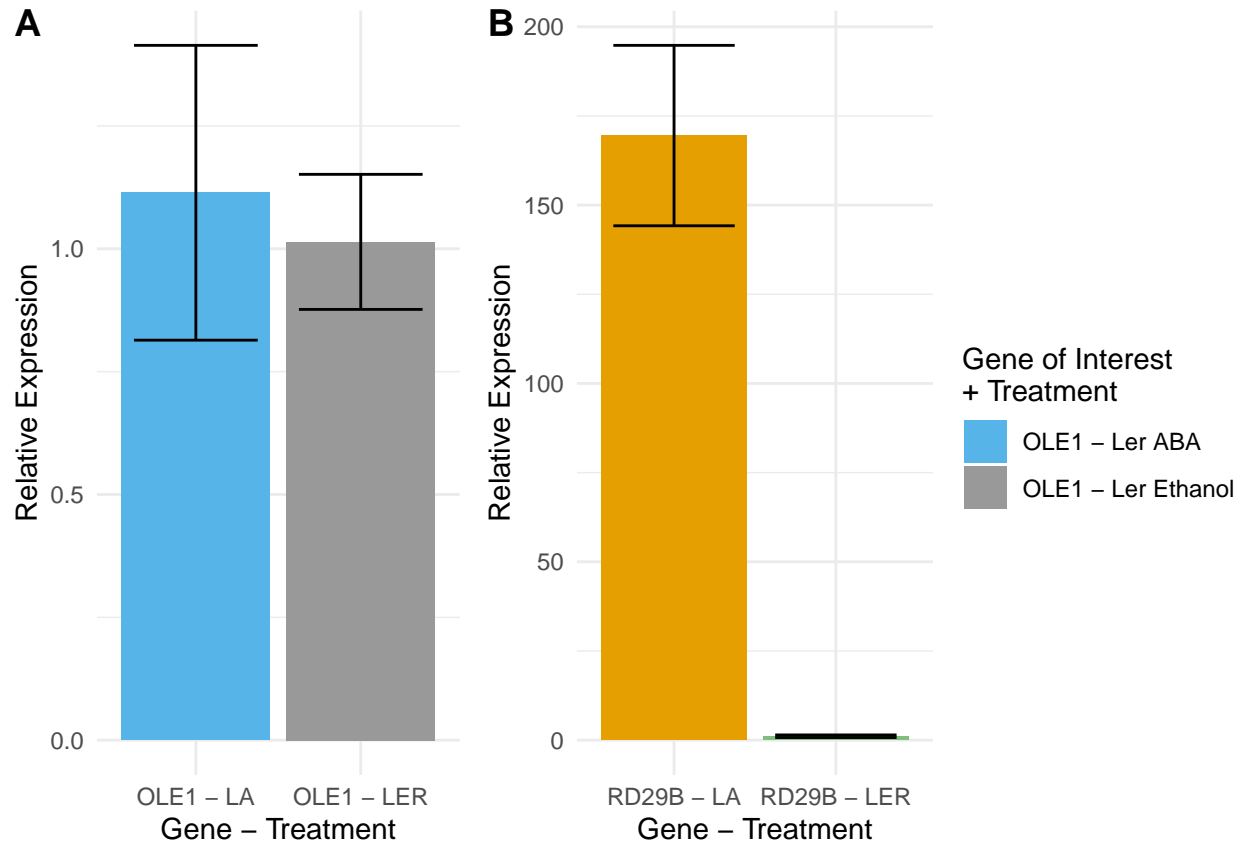 A
Relative Expression
1.0
0.5
0.0
OLE1 – LA
OLE1 – LER
Gene – Treatment
B
Relative Expression
200
150
100
50
0
RD29B – LA
RD29B – LER
Gene – Treatment
Gene of Interest
+ Treatment
OLE1 – Ler ABA
OLE1 – Ler Ethanol